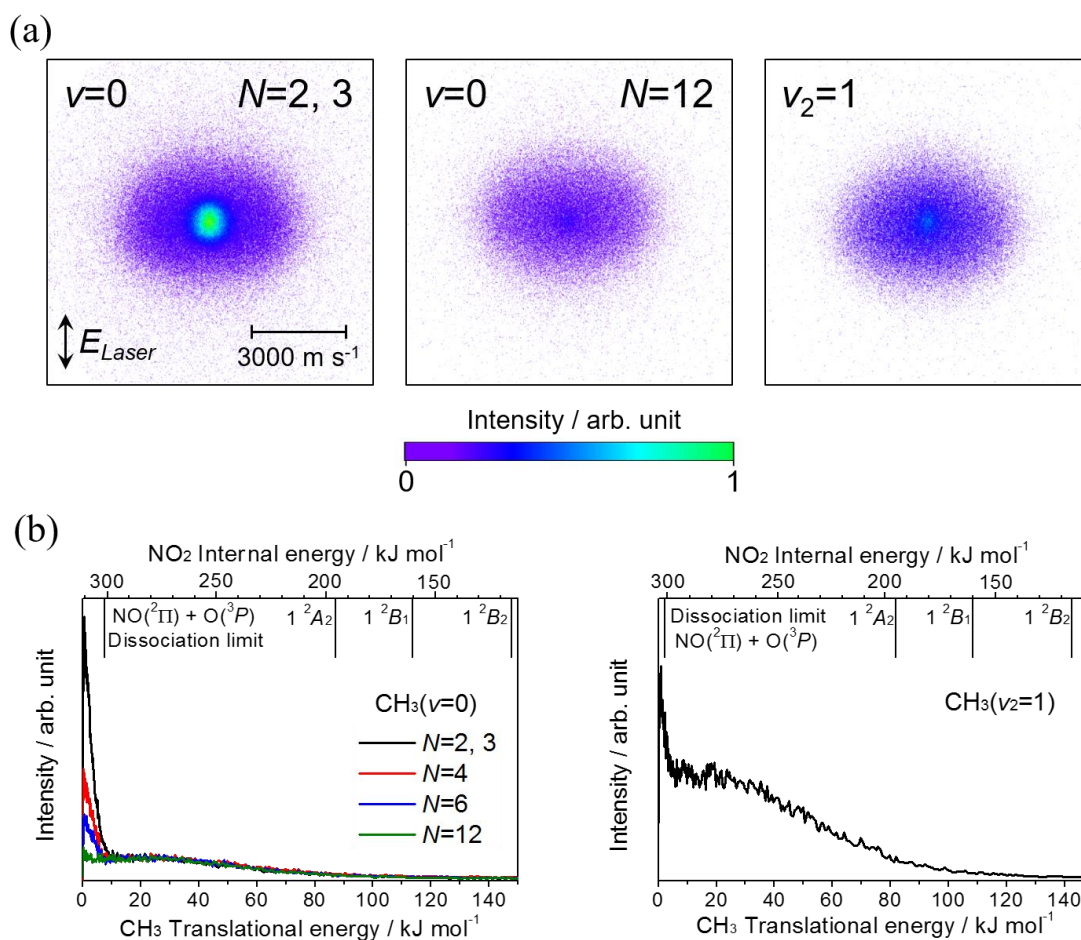 (a)
v=0 N=2, 3
v=0 N=12
v₂=1
E_Laser
3000 m s⁻¹
Intensity / arb. unit
0 1
(b)
NO₂ Internal energy / kJ mol⁻¹
300 250 200 150
NO(²Π) + O(³P)
Dissociation limit
1 ²A₂
1 ²B₁
1 ²B₂
CH₃(v=0)
N=2, 3
N=4
N=6
N=12
Intensity / arb. unit
0 20 40 60 80 100 120 140
CH₃ Translational energy / kJ mol⁻¹
NO₂ Internal energy / kJ mol⁻¹
300 250 200 150
Dissociation limit
NO(²Π) + O(³P)
1 ²A₂
1 ²B₁
1 ²B₂
CH₃(v₂=1)
Intensity / arb. unit
0 20 40 60 80 100 120 140
CH₃ Translational energy / kJ mol⁻¹